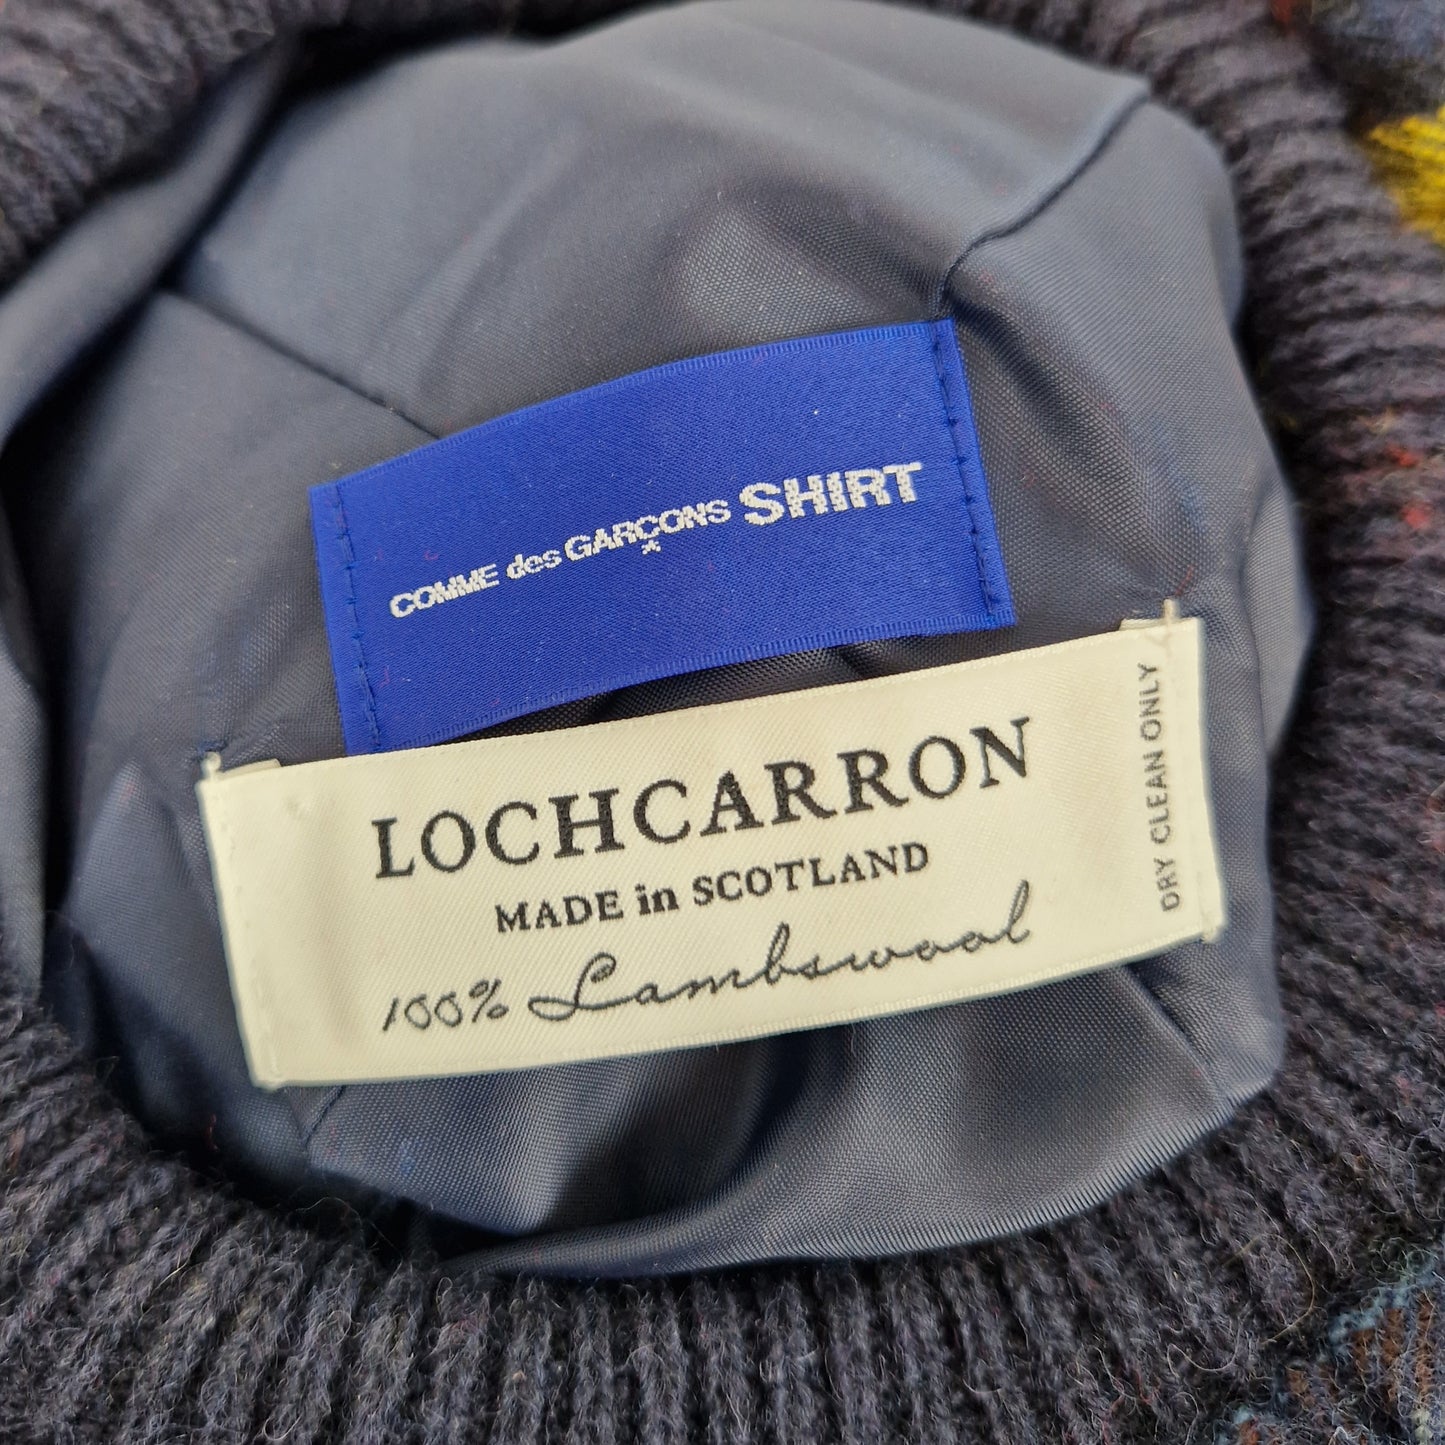 COMME des GARÇONS SHIRT
LOCHCARRON
MADE in SCOTLAND
100% Lambswool
DRY CLEAN ONLY